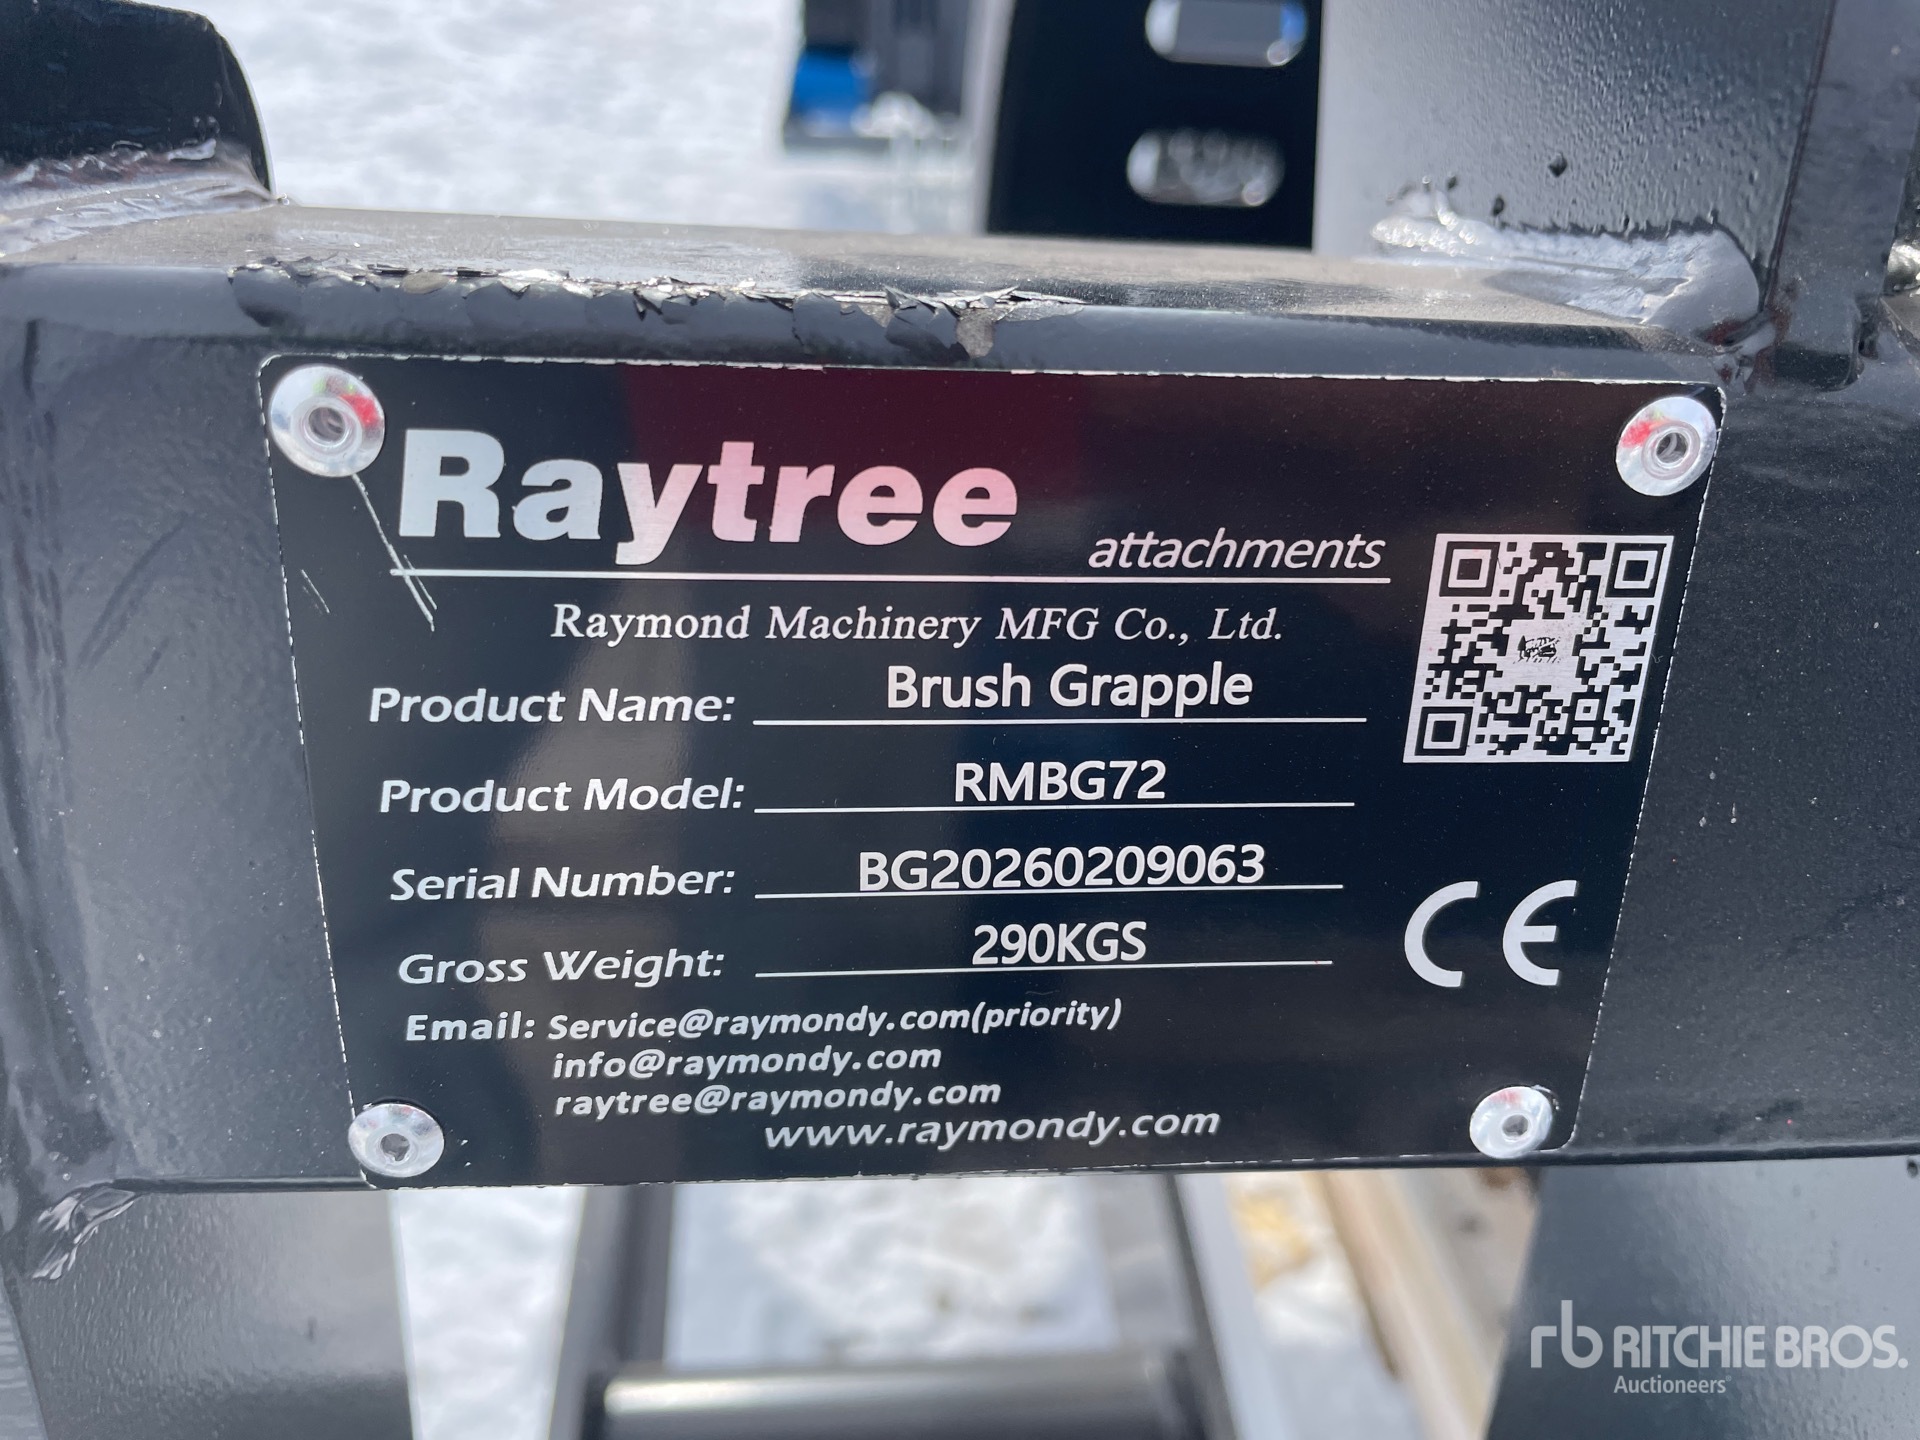 Raytree
attachments
Raymond Machinery MFG Co., Ltd.
Product Name: Brush Grapple
Product Model: RMBG72
Serial Number: BG20260209063
Gross Weight: 290KGS
CE
Email: Service@raymondy.com(priority)
info@raymondy.com
raytree@raymondy.com
www.raymondy.com
rb RITCHIE BROS.
Auctioneers